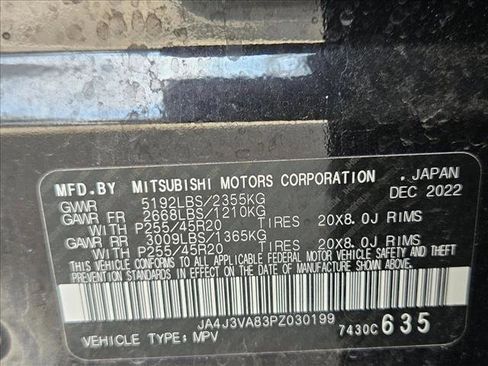 MFD.BY MITSUBISHI MOTORS CORPORATION . JAPAN
GVWR 5192LBS/2355KG DEC 2022
GAWR FR 2668LBS/1210KG
WITH P255/45R20 TIRES 20X8.0J RIMS
GAWR RR 3009LBS/1365KG
WITH P255/45R20 TIRES 20X8.0J RIMS
THIS VEHICLE CONFORMS TO ALL APPLICABLE FEDERAL MOTOR VEHICLE SAFETY AND THEFT
PREVENTION STANDARDS IN EFFECT ON THE DATE OF MANUFACTURE SHOWN ABOVE.
JA4J3VA83PZ030199 7430C 635
VEHICLE TYPE: MPV